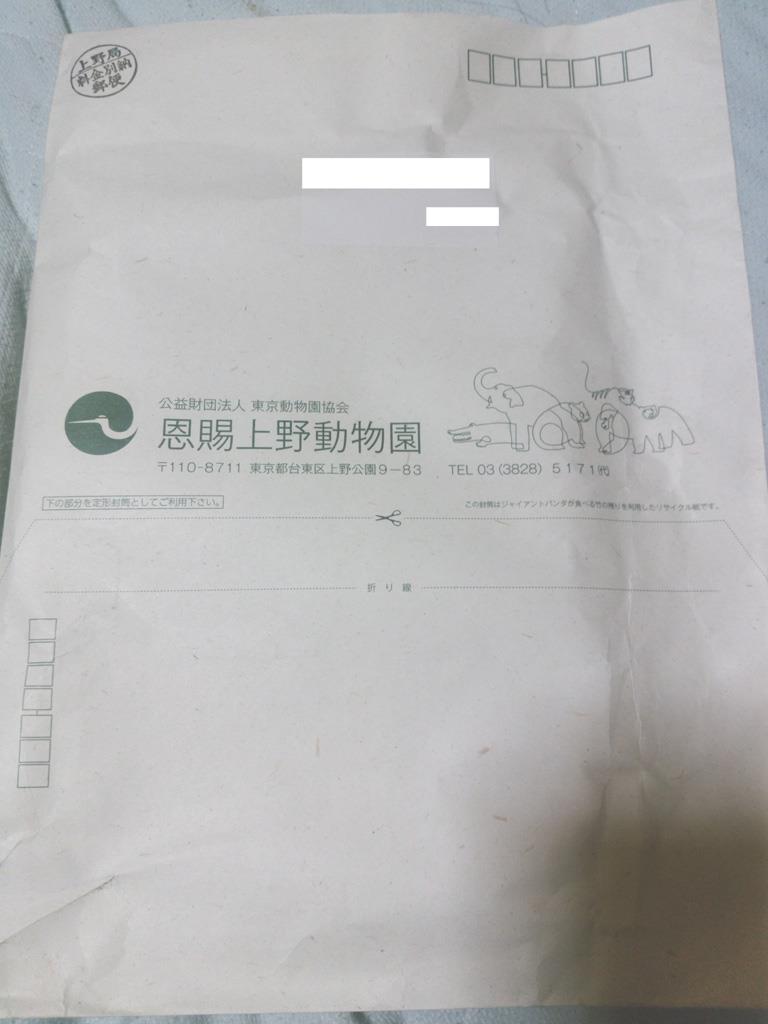 上野局
料金別納
郵便
公益財団法人 東京動物園協会
恩賜上野動物園
〒110-8711 東京都台東区上野公園9-83 TEL 03 (3828) 5171㈹
下の部分を定形封筒としてご利用下さい。
この封筒はジャイアントパンダが食べる竹の残りを利用したリサイクル紙です。
折り線